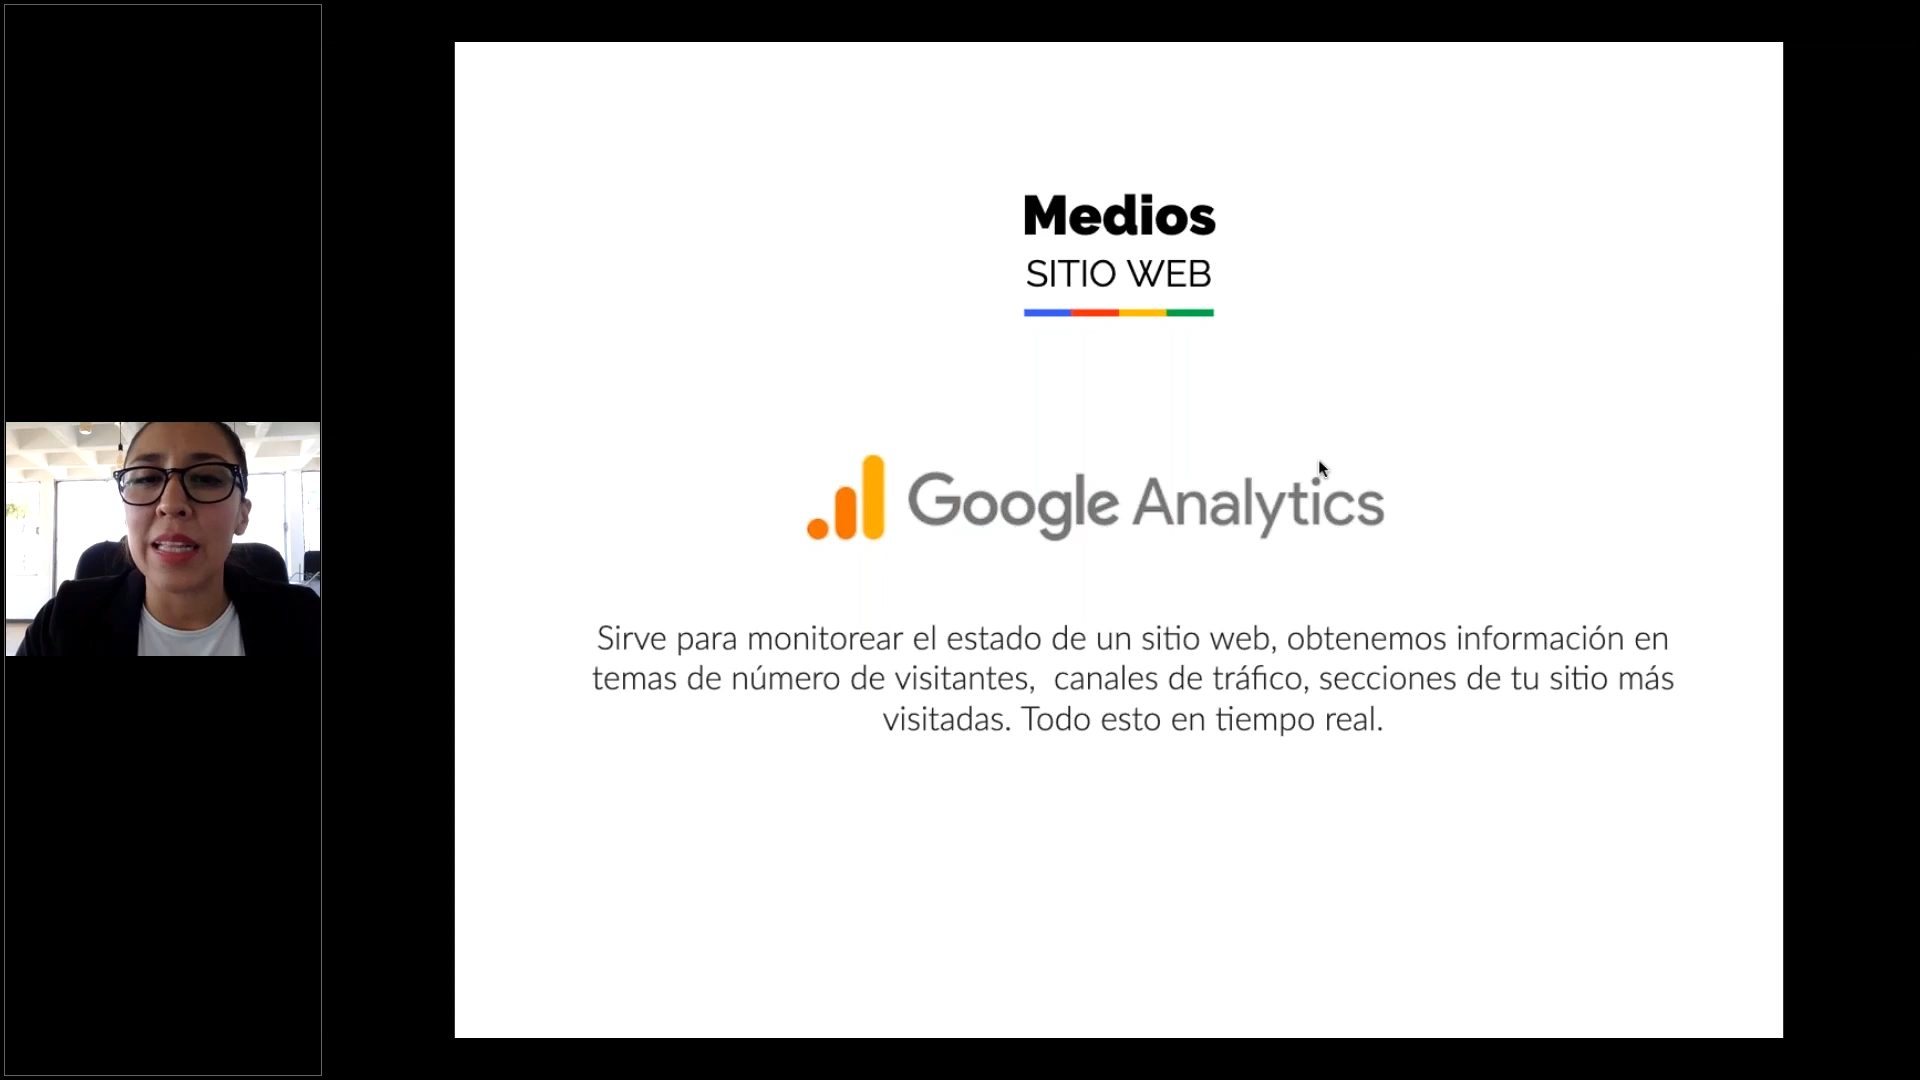 Medios
SITIO WEB
Google Analytics
Sirve para monitorear el estado de un sitio web, obtenemos información en
temas de número de visitantes,  canales de tráfico, secciones de tu sitio más
visitadas. Todo esto en tiempo real.